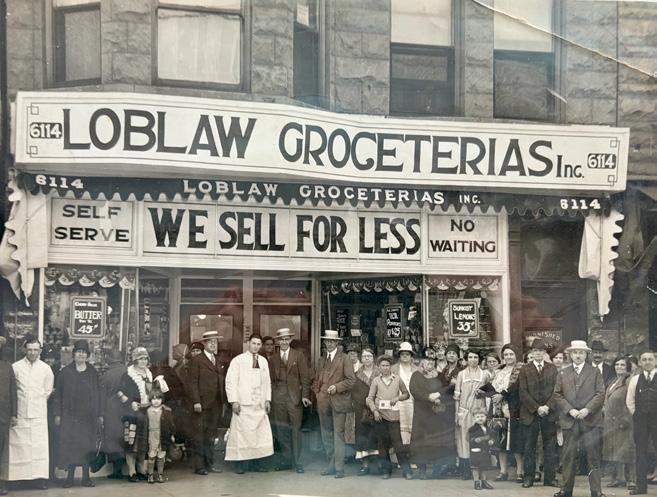 6114 LOBLAW GROCETERIAS INC. 6114
6114 LOBLAW GROCETERIAS INC. 6114
SELF SERVE
WE SELL FOR LESS
NO WAITING
BUTTER
45¢
SUNKIST
LEMONS
35¢